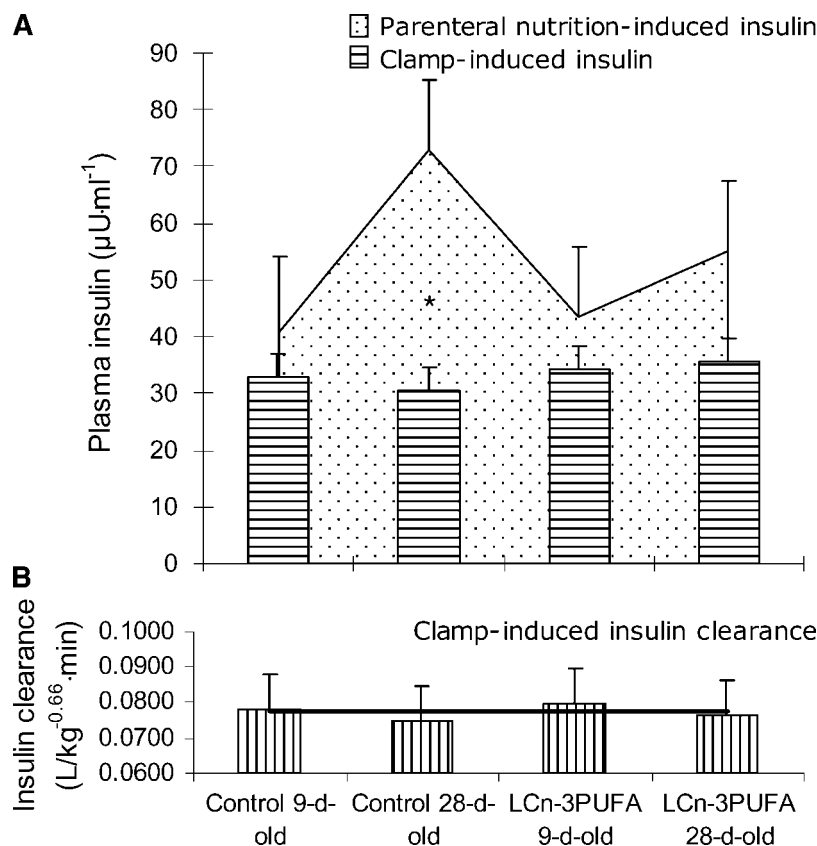 A
Parenteral nutrition-induced insulin
Clamp-induced insulin
Plasma insulin (µU·ml⁻¹)
90
80
70
60
50
40
30
20
10
0
*
B
Clamp-induced insulin clearance
Insulin clearance
(L/kg⁻⁰·⁶⁶·min)
0.1000
0.0900
0.0800
0.0700
0.0600
Control 9-d-
old
Control 28-d-
old
LCn-3PUFA
9-d-old
LCn-3PUFA
28-d-old